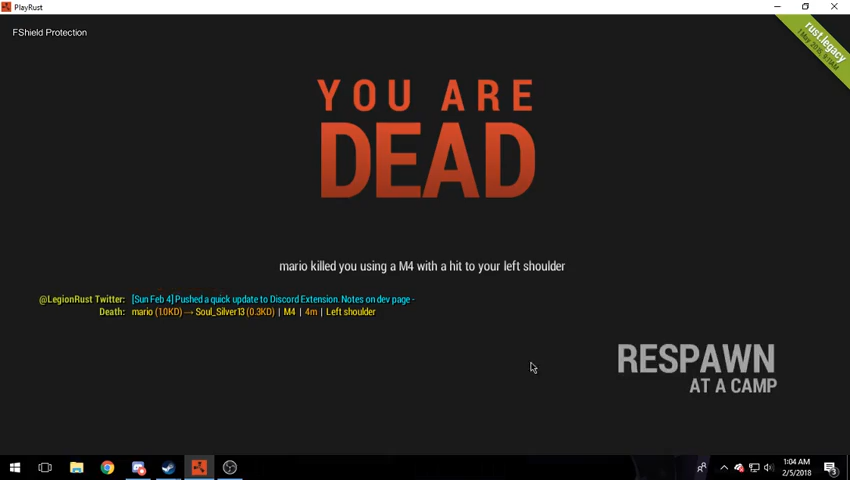 PlayRust
FShield Protection
rust.legacy
YOU ARE
DEAD
mario killed you using a M4 with a hit to your left shoulder
@LegionRust Twitter: [Sun Feb 4] Pushed a quick update to Discord Extension. Notes on dev page -
Death: mario (1.0KD) → Soul_Silver13 (0.3KD) | M4 | 4m | Left shoulder
RESPAWN
AT A CAMP
1:04 AM
2/5/2018
3